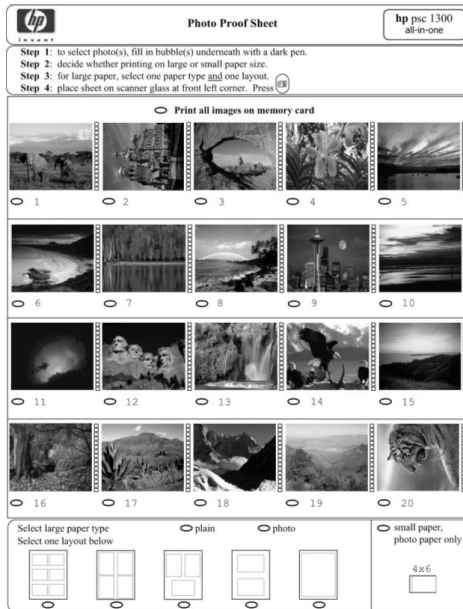 hp
invent
Photo Proof Sheet
hp psc 1300
all-in-one
Step 1: to select photo(s), fill in bubble(s) underneath with a dark pen.
Step 2: decide whether printing on large or small paper size.
Step 3: for large paper, select one paper type and one layout.
Step 4: place sheet on scanner glass at front left corner. Press
Print all images on memory card
1 2 3 4 5
6 7 8 9 10
11 12 13 14 15
16 17 18 19 20
Select large paper type plain photo
Select one layout below
small paper,
photo paper only
4x6